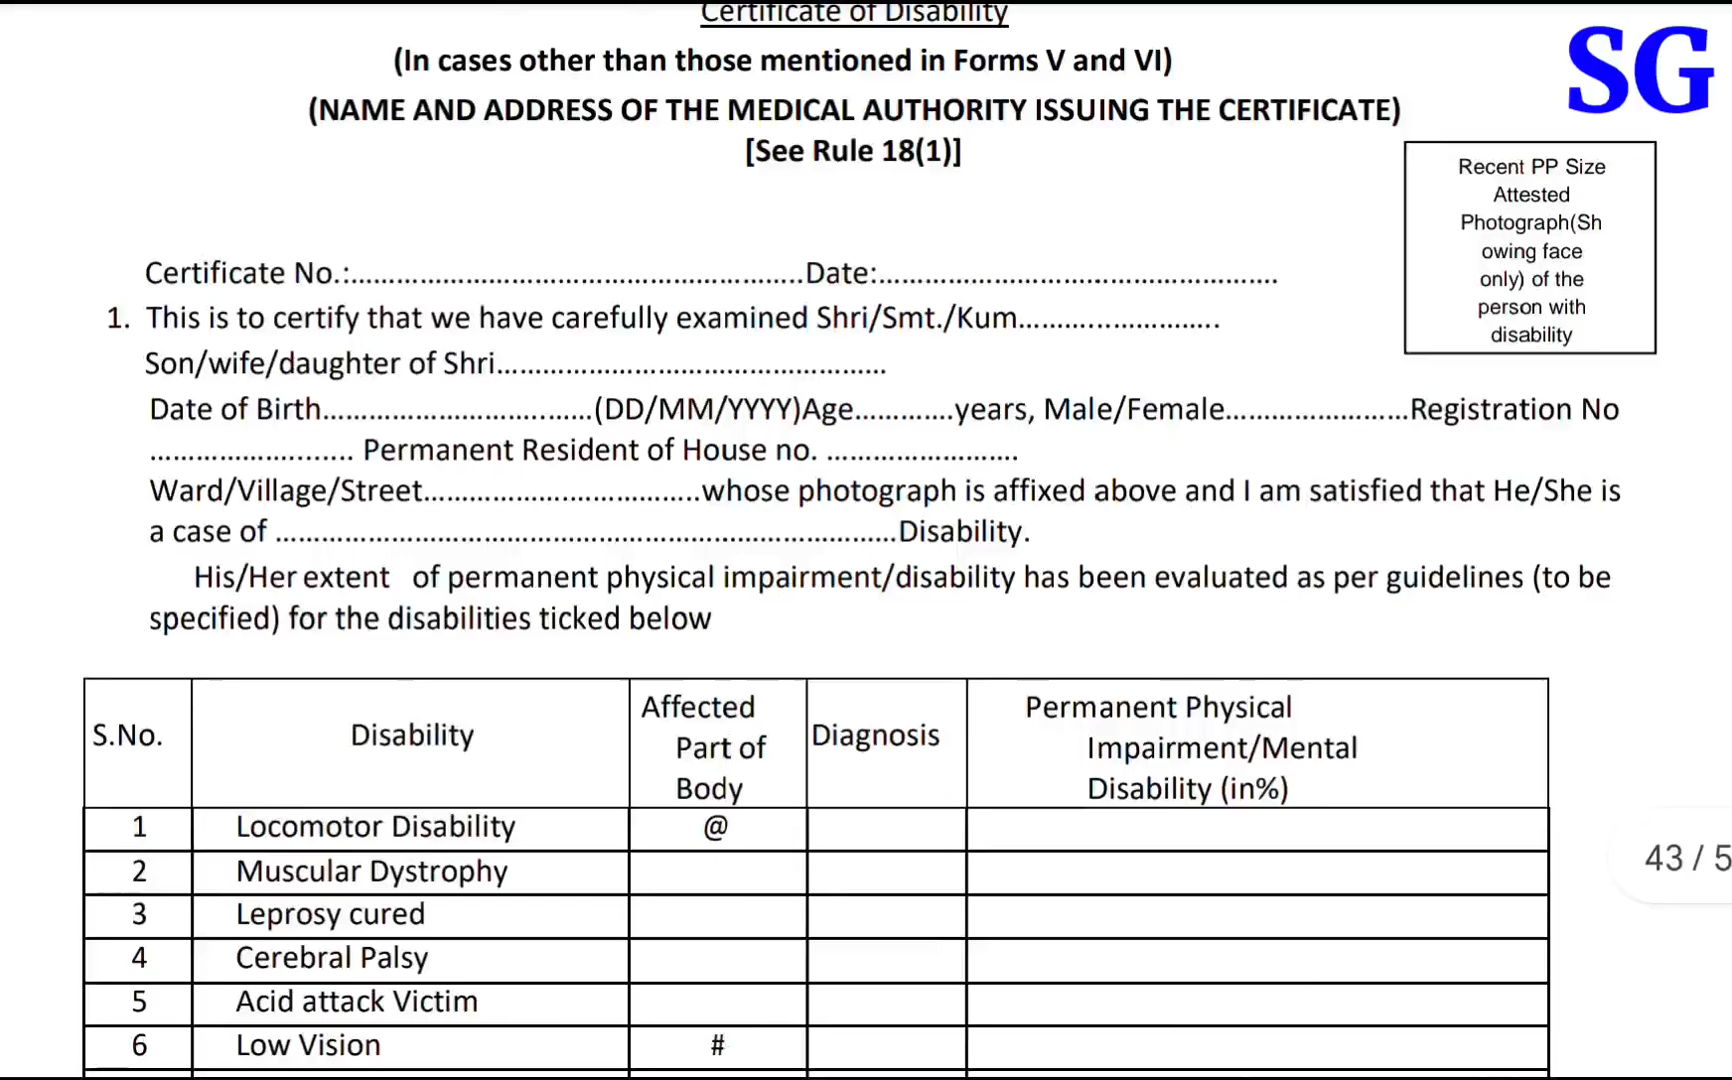 Certificate of Disability
(In cases other than those mentioned in Forms V and VI)
SG
(NAME AND ADDRESS OF THE MEDICAL AUTHORITY ISSUING THE CERTIFICATE)
[See Rule 18(1)]
Recent PP Size
Attested
Photograph(Sh
owing face
only) of the
person with
disability
Certificate No.:............................................................Date:.....................................................
1. This is to certify that we have carefully examined Shri/Smt./Kum...........................
Son/wife/daughter of Shri....................................................
Date of Birth....................................(DD/MM/YYYY)Age.............years, Male/Female........................Registration No
........................... Permanent Resident of House no. .........................
Ward/Village/Street....................................whose photograph is affixed above and I am satisfied that He/She is
a case of ..................................................................................Disability.
His/Her extent of permanent physical impairment/disability has been evaluated as per guidelines (to be
specified) for the disabilities ticked below
S.No. Disability Affected Part of Body Diagnosis Permanent Physical Impairment/Mental Disability (in%)
1 Locomotor Disability @
2 Muscular Dystrophy
3 Leprosy cured
4 Cerebral Palsy
5 Acid attack Victim
6 Low Vision #
43 / 5